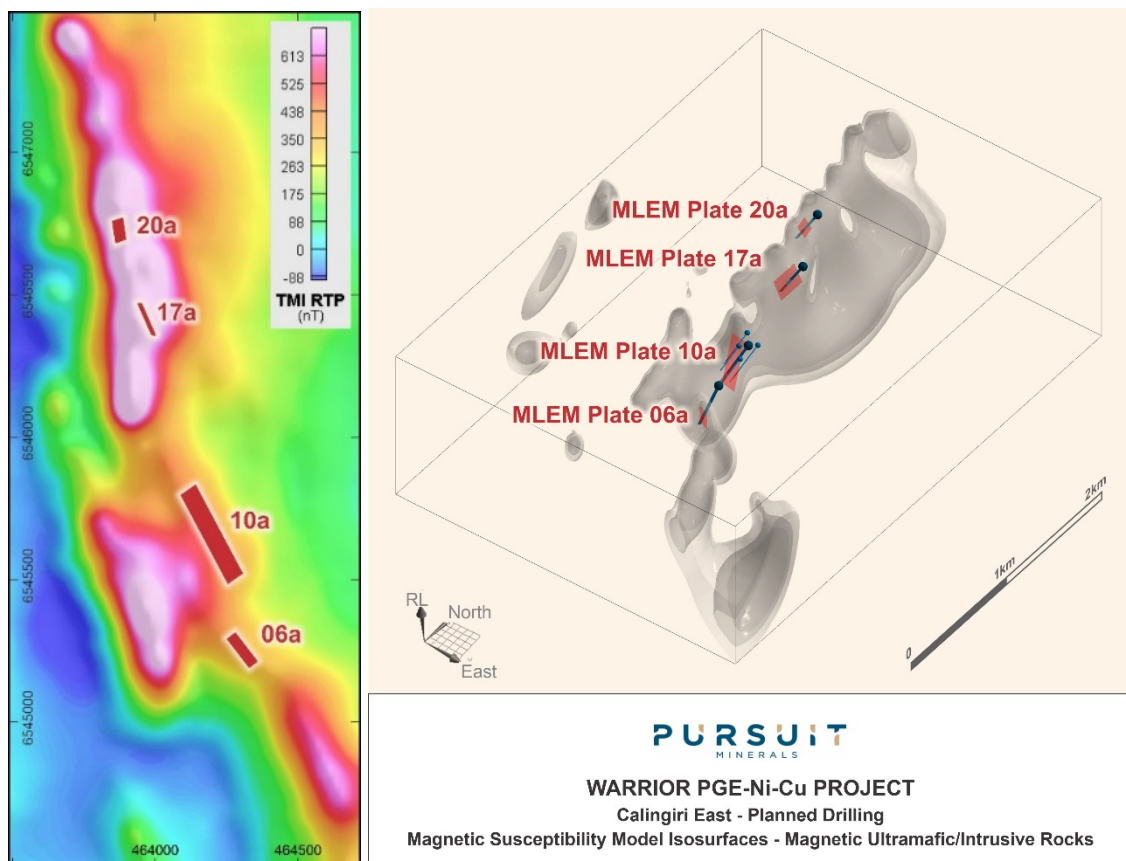 613
525
438
350
263
175
88
0
-88
TMI RTP
(nT)
6547000
6546500
6546000
6545500
6545000
464000
464500
20a
17a
10a
06a
MLEM Plate 20a
MLEM Plate 17a
MLEM Plate 10a
MLEM Plate 06a
2km
1km
0
RL
North
East
PURSUIT
MINERALS
WARRIOR PGE-Ni-Cu PROJECT
Calingiri East - Planned Drilling
Magnetic Susceptibility Model Isosurfaces - Magnetic Ultramafic/Intrusive Rocks